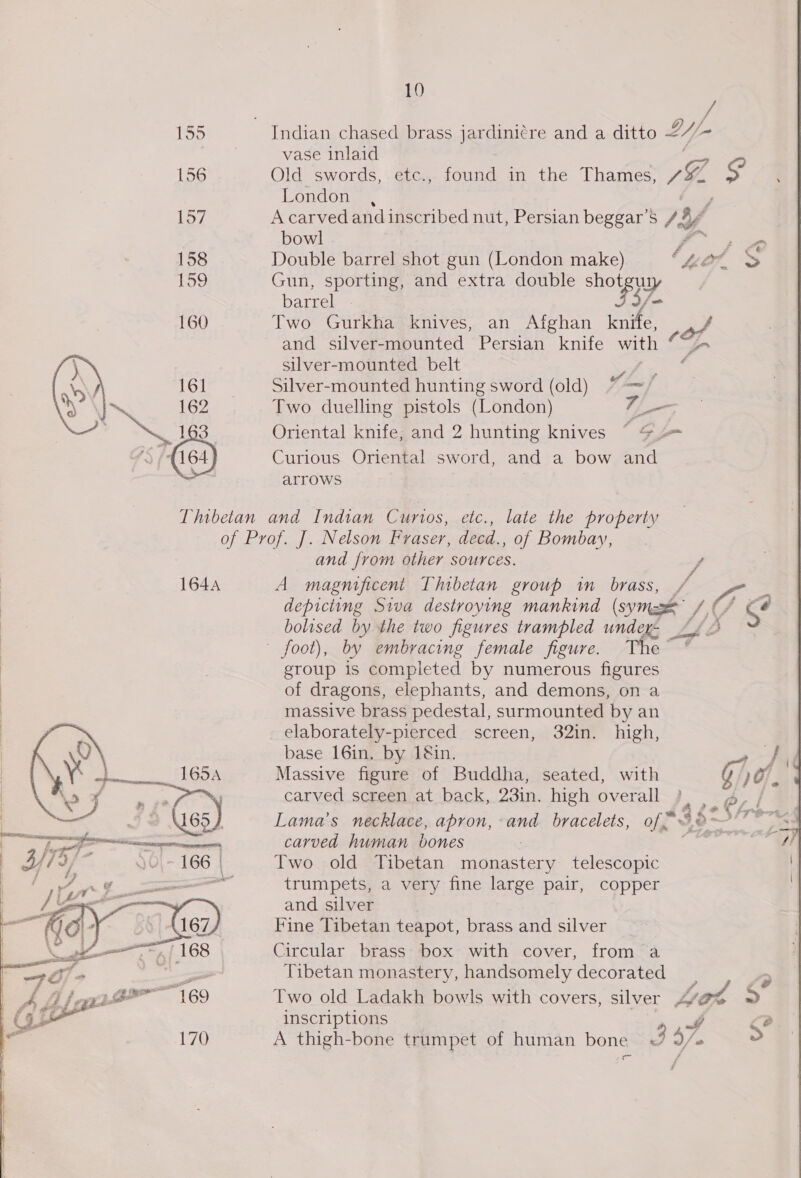 10
155 Indian chased brass jardinière and a ditto 21/-
vase inlaid
156 Old swords, etc., found in the Thames, S
London
157 A carved and inscribed nut, Persian beggar's
bowl
158 Double barrel shot gun (London make) S
159 Gun, sporting, and extra double shotgun
barrel
160 Two Gurkha knives, an Afghan knife,
and silver-mounted Persian knife with
silver-mounted belt
161 Silver-mounted hunting sword (old)
162 Two duelling pistols (London)
163 Oriental knife, and 2 hunting knives
164 Curious Oriental sword, and a bow and
arrows
Thibetan and Indian Curios, etc., late the property
of Prof. J. Nelson Fraser, decd., of Bombay,
and from other sources.
164A A magnificent Thibetan group in brass,
depicting Siva destroying mankind (sym-
bolised by the two figures trampled under-
foot), by embracing female figure. The
group is completed by numerous figures
of dragons, elephants, and demons, on a
massive brass pedestal, surmounted by an
elaborately-pierced screen, 32in. high,
base 16in. by 18in.
165A Massive figure of Buddha, seated, with
carved screen at back, 23in. high overall
165 Lama's necklace, apron, and bracelets, of
carved human bones
166 Two old Tibetan monastery telescopic
trumpets, a very fine large pair, copper
and silver
167 Fine Tibetan teapot, brass and silver
168 Circular brass box with cover, from a
Tibetan monastery, handsomely decorated
169 Two old Ladakh bowls with covers, silver S
inscriptions
170 A thigh-bone trumpet of human bone S